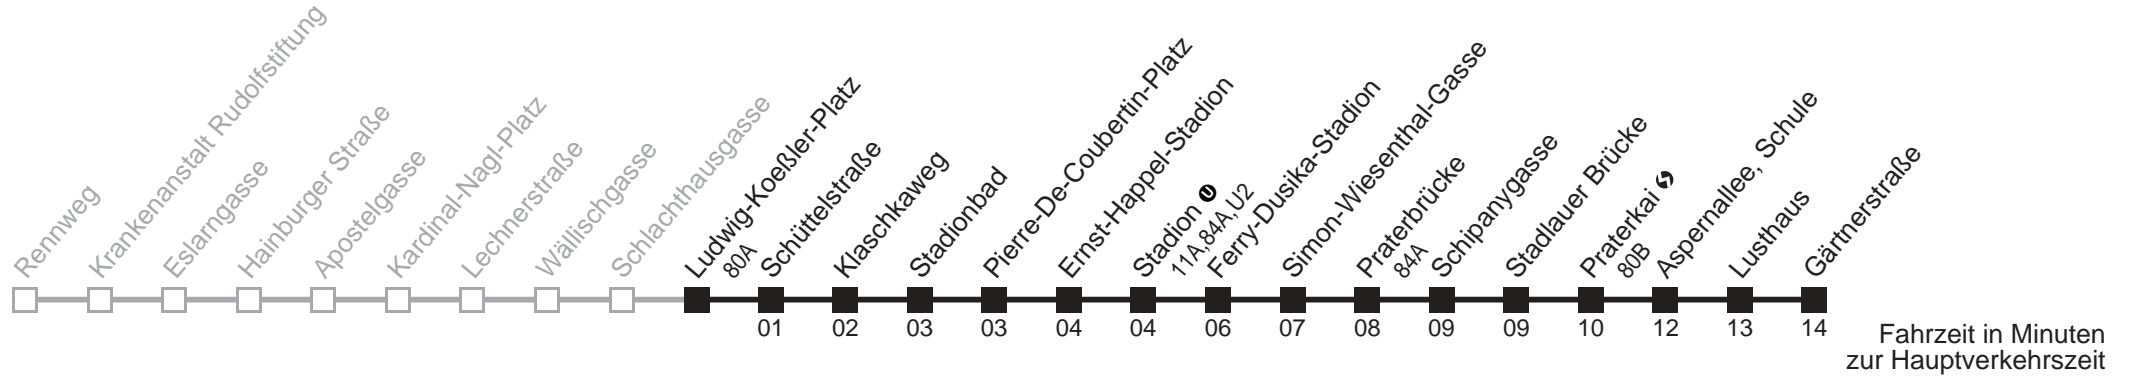 Rennweg
Krankenanstalt Rudolfstiftung
Eslarngasse
Hainburger Straße
Apostelgasse
Kardinal-Nagl-Platz
Lechnerstraße
Wällischgasse
Schlachthausgasse
Ludwig-Koeßler-Platz
80A
Schüttelstraße
Klaschkaweg
Stadionbad
Pierre-De-Coubertin-Platz
Ernst-Happel-Stadion
Stadion U
11A,84A,U2
Ferry-Dusika-Stadion
Simon-Wiesenthal-Gasse
Praterbrücke
84A
Schipanygasse
Stadlauer Brücke
Praterkai
80B
Aspernallee, Schule
Lusthaus
Gärtnerstraße
01 02 03 03 04 04 06 07 08 09 09 10 12 13 14
Fahrzeit in Minuten
zur Hauptverkehrszeit